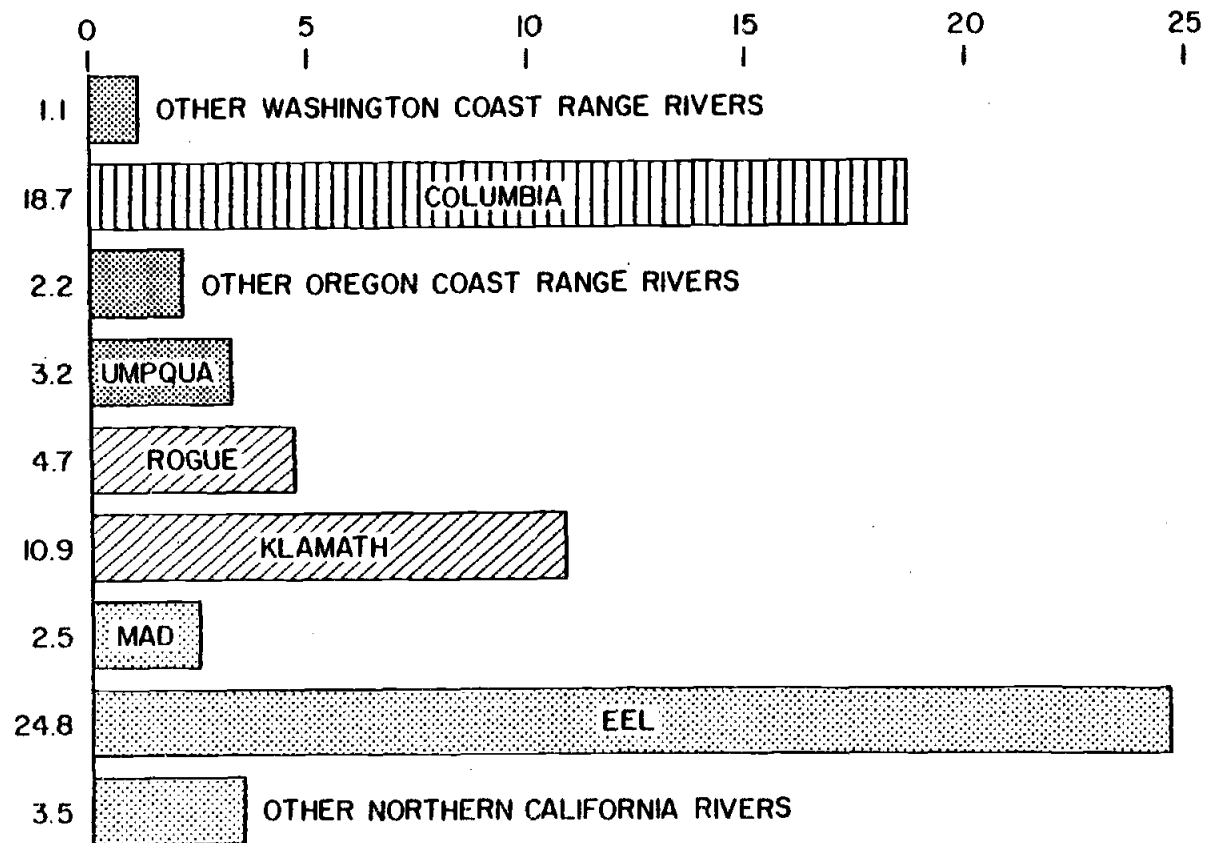 0 5 10 15 20 25
1.1 OTHER WASHINGTON COAST RANGE RIVERS
18.7 COLUMBIA
2.2 OTHER OREGON COAST RANGE RIVERS
3.2 UMPQUA
4.7 ROGUE
10.9 KLAMATH
2.5 MAD
24.8 EEL
3.5 OTHER NORTHERN CALIFORNIA RIVERS